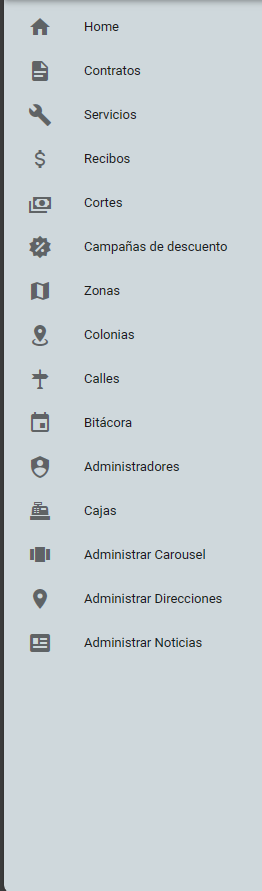 Home
Contratos
Servicios
Recibos
Cortes
Campañas de descuento
Zonas
Colonias
Calles
Bitácora
Administradores
Cajas
Administrar Carousel
Administrar Direcciones
Administrar Noticias